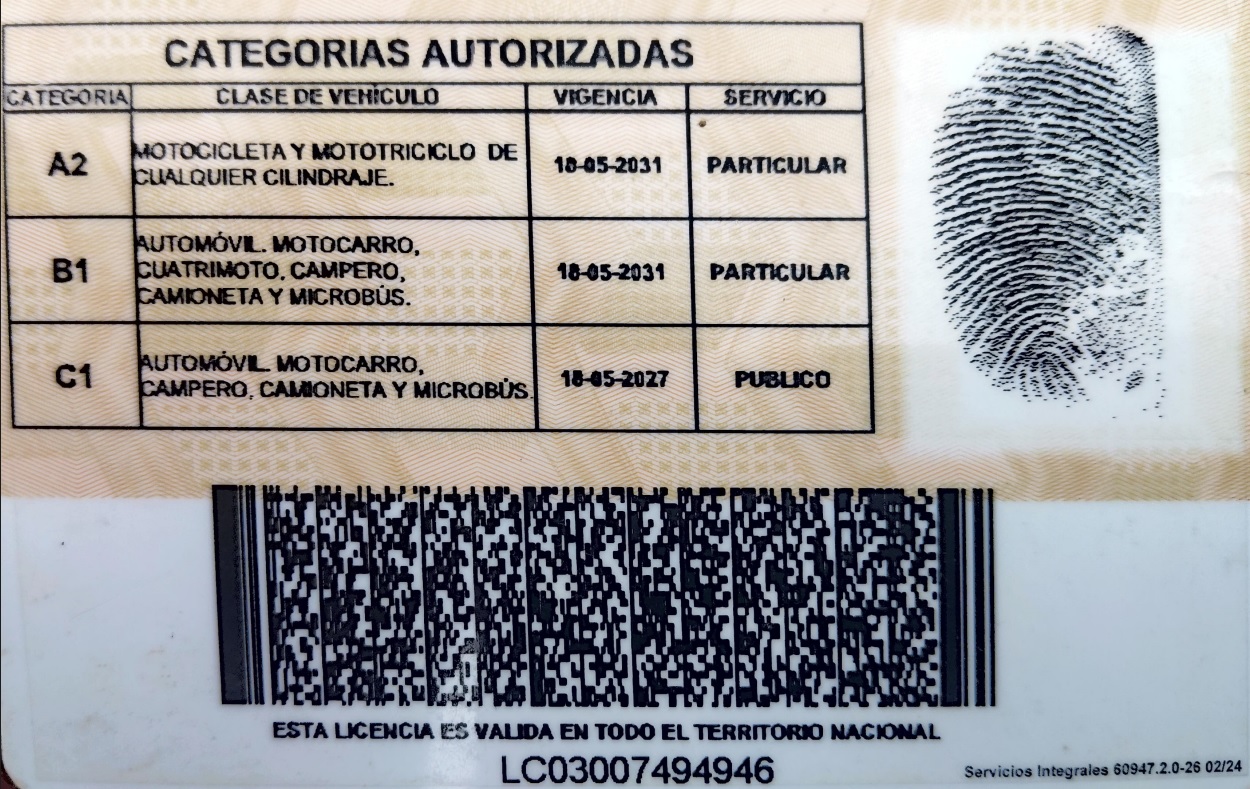 CATEGORIAS AUTORIZADAS
CATEGORIA CLASE DE VEHÍCULO VIGENCIA SERVICIO
A2 MOTOCICLETA Y MOTOTRICICLO DE CUALQUIER CILINDRAJE. 18-05-2031 PARTICULAR
B1 AUTOMÓVIL. MOTOCARRO, CUATRIMOTO, CAMPERO, CAMIONETA Y MICROBÚS. 18-05-2031 PARTICULAR
C1 AUTOMÓVIL. MOTOCARRO, CAMPERO, CAMIONETA Y MICROBÚS. 18-05-2027 PUBLICO
ESTA LICENCIA ES VALIDA EN TODO EL TERRITORIO NACIONAL
LC03007494946
Servicios Integrales 60947.2.0-26 02/24